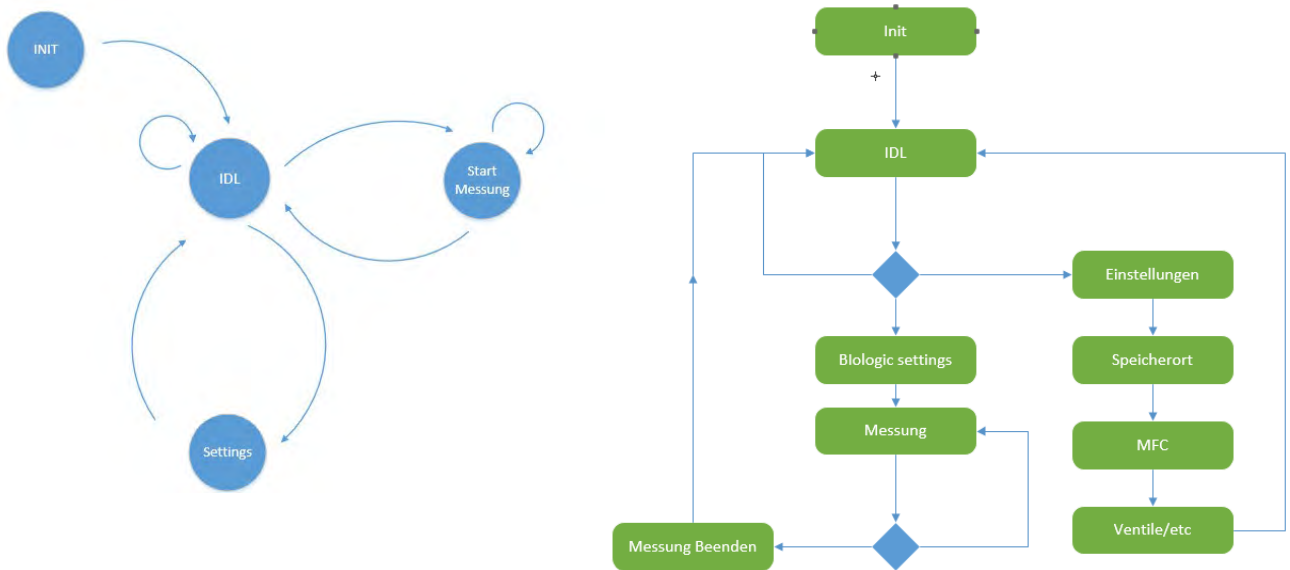 INIT
IDL
Start
Messung
Settings
Init
IDL
Einstellungen
BIologic settings
Speicherort
Messung
MFC
Messung Beenden
Ventile/etc